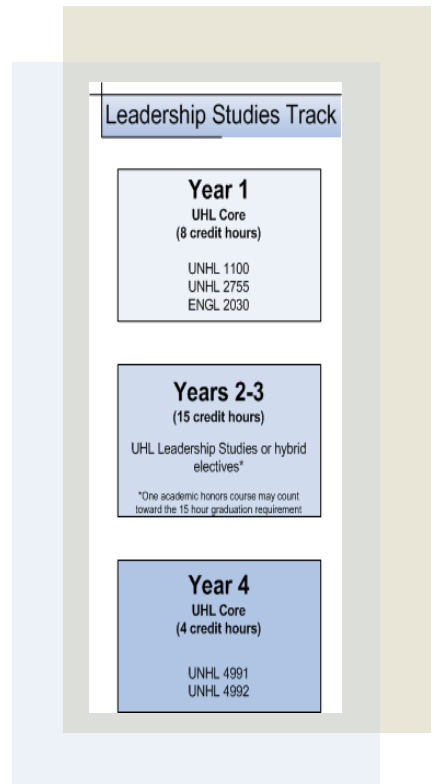 Leadership Studies Track
Year 1
UHL Core
(8 credit hours)
UNHL 1100
UNHL 2755
ENGL 2030
Years 2-3
(15 credit hours)
UHL Leadership Studies or hybrid
electives*
*One academic honors course may count
toward the 15 hour graduation requirement
Year 4
UHL Core
(4 credit hours)
UNHL 4991
UNHL 4992